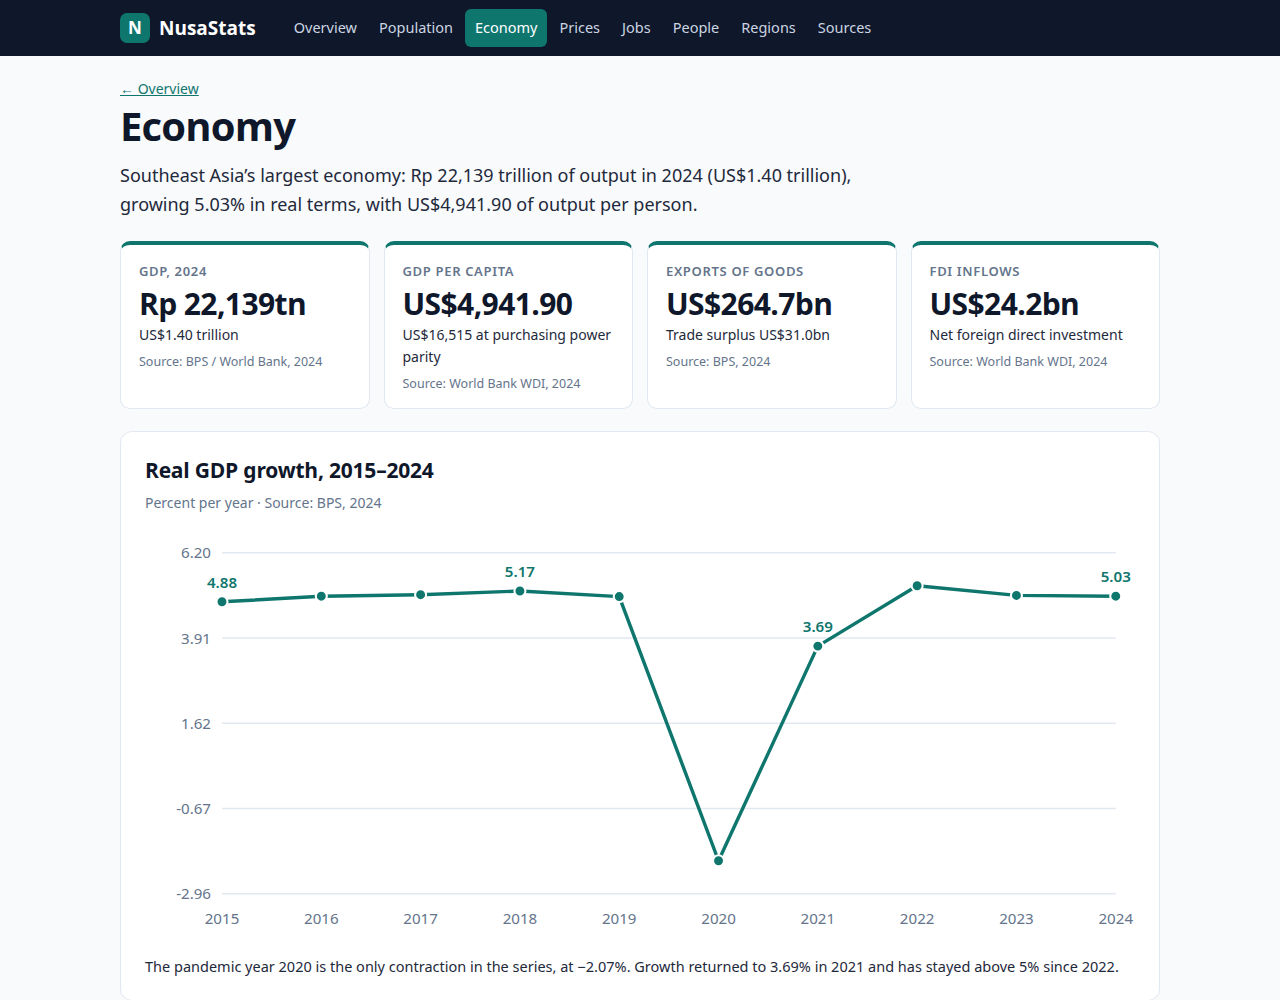 N NusaStats Overview Population Economy Prices Jobs People Regions Sources
← Overview
Economy
Southeast Asia’s largest economy: Rp 22,139 trillion of output in 2024 (US$1.40 trillion),
growing 5.03% in real terms, with US$4,941.90 of output per person.
GDP, 2024
Rp 22,139tn
US$1.40 trillion
Source: BPS / World Bank, 2024
GDP PER CAPITA
US$4,941.90
US$16,515 at purchasing power
parity
Source: World Bank WDI, 2024
EXPORTS OF GOODS
US$264.7bn
Trade surplus US$31.0bn
Source: BPS, 2024
FDI INFLOWS
US$24.2bn
Net foreign direct investment
Source: World Bank WDI, 2024
Real GDP growth, 2015–2024
Percent per year · Source: BPS, 2024
6.20
4.88 5.17 5.03
3.69
3.91
1.62
-0.67
-2.96
2015 2016 2017 2018 2019 2020 2021 2022 2023 2024
The pandemic year 2020 is the only contraction in the series, at −2.07%. Growth returned to 3.69% in 2021 and has stayed above 5% since 2022.